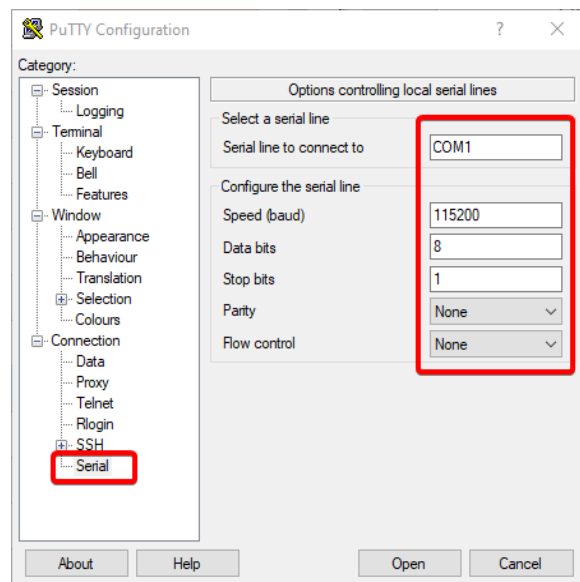 PuTTY Configuration
?
Category:
Session
Logging
Terminal
Keyboard
Bell
Features
Window
Appearance
Behaviour
Translation
Selection
Colours
Connection
Data
Proxy
Telnet
Rlogin
SSH
Serial
Options controlling local serial lines
Select a serial line
Serial line to connect to COM1
Configure the serial line
Speed (baud) 115200
Data bits 8
Stop bits 1
Parity None
Flow control None
About Help Open Cancel